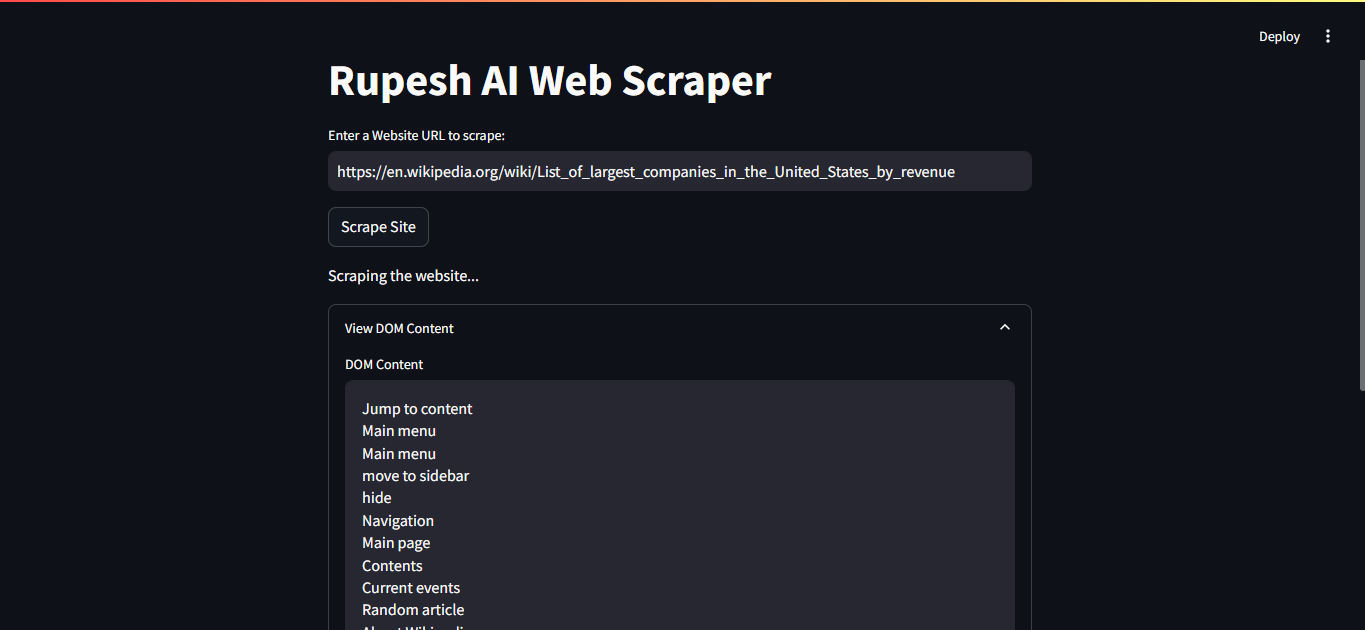 Deploy
Rupesh AI Web Scraper
Enter a Website URL to scrape:
https://en.wikipedia.org/wiki/List_of_largest_companies_in_the_United_States_by_revenue
Scrape Site
Scraping the website...
View DOM Content
DOM Content
Jump to content
Main menu
Main menu
move to sidebar
hide
Navigation
Main page
Contents
Current events
Random article